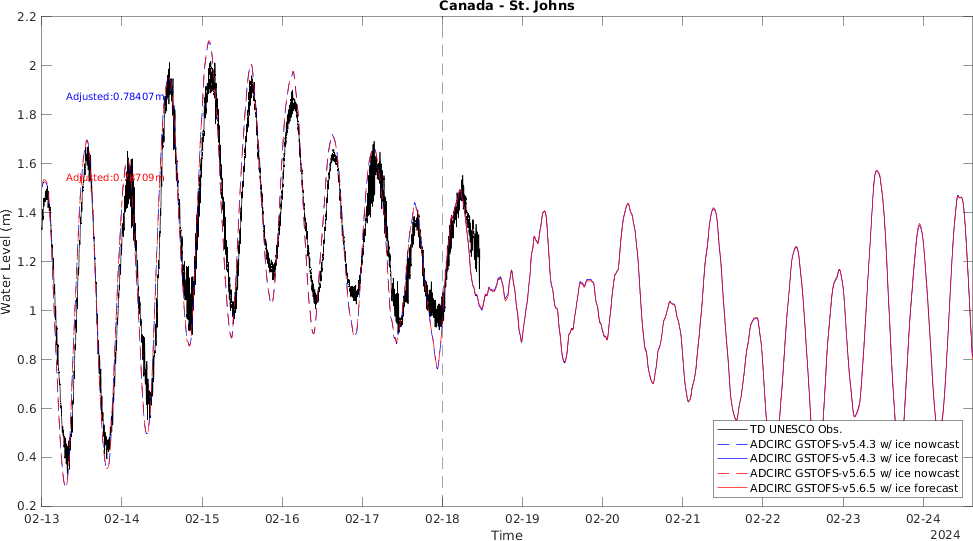 Canada - St. Johns
2.2
2
1.8
1.6
1.4
1.2
1
0.8
0.6
0.4
0.2
Water Level (m)
Adjusted:0.78407m
Adjusted:0.78709m
TD UNESCO Obs.
ADCIRC GSTOFS-v5.4.3 w/ ice nowcast
ADCIRC GSTOFS-v5.4.3 w/ ice forecast
ADCIRC GSTOFS-v5.6.5 w/ ice nowcast
ADCIRC GSTOFS-v5.6.5 w/ ice forecast
02-13 02-14 02-15 02-16 02-17 02-18 02-19 02-20 02-21 02-22 02-23 02-24
Time
2024